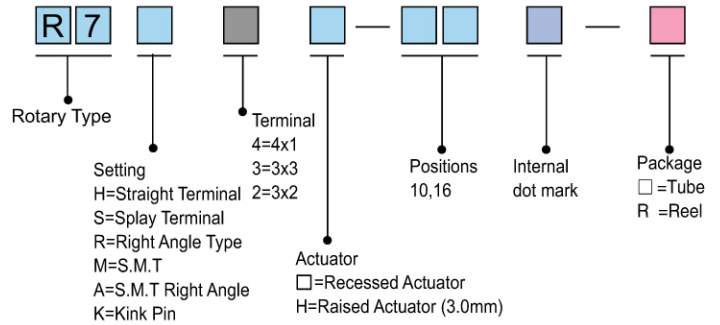 R7
Rotary Type
Setting
H=Straight Terminal
S=Splay Terminal
R=Right Angle Type
M=S.M.T
A=S.M.T Right Angle
K=Kink Pin
Terminal
4=4x1
3=3x3
2=3x2
Actuator
□=Recessed Actuator
H=Raised Actuator (3.0mm)
Positions
10,16
Internal
dot mark
Package
□ =Tube
R =Reel